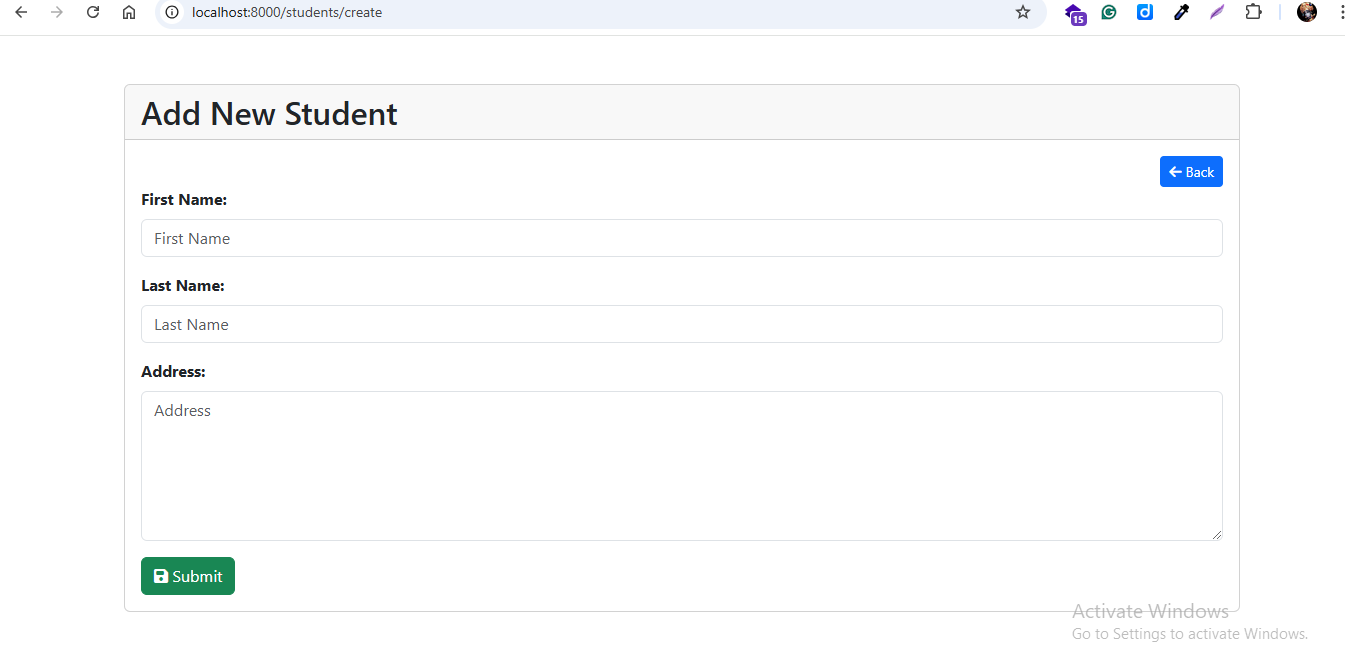 localhost:8000/students/create
15
Add New Student
Back
First Name:
First Name
Last Name:
Last Name
Address:
Address
Submit
Activate Windows
Go to Settings to activate Windows.